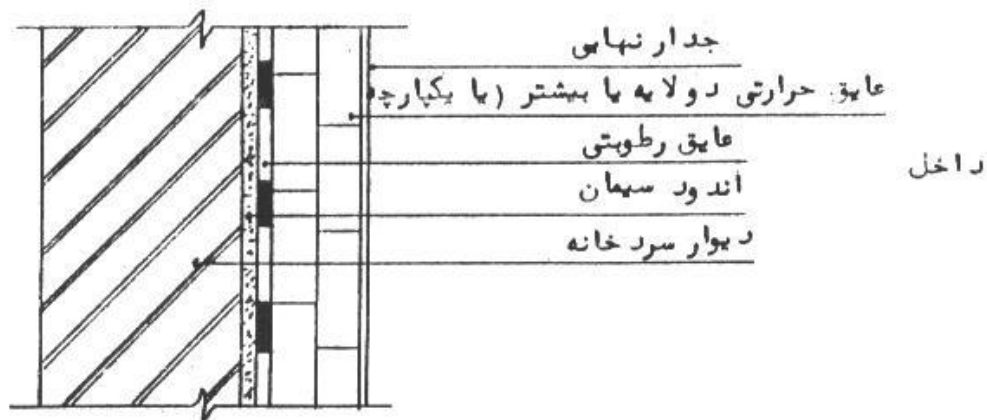 جدار نهایی
عایق حرارتی دولایه یا بیشتر (یا یکپارچه
عایق رطوبتی
اندود سیمان
دیوار سردخانه
داخل